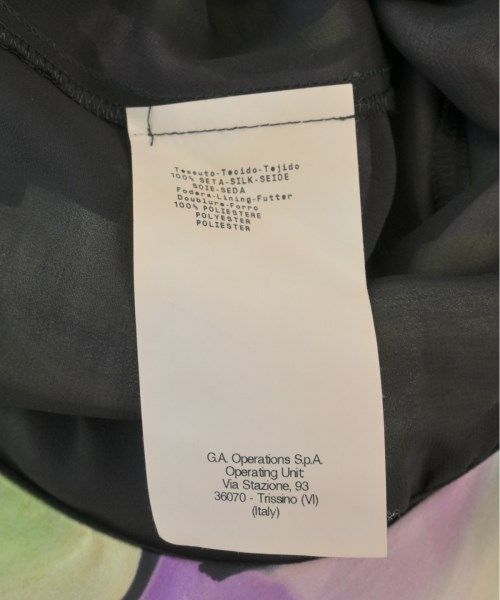 Tessuto-Tecido-Tejido
100% SETA-SILK-SEIDE
SOIE-SEDA
Fodera-Lining-Futter
Doublure-Forro
100% POLIESTERE
POLYESTER
POLIESTER
G.A. Operations S.p.A.
Operating Unit:
Via Stazione, 93
36070 - Trissino (VI)
(Italy)